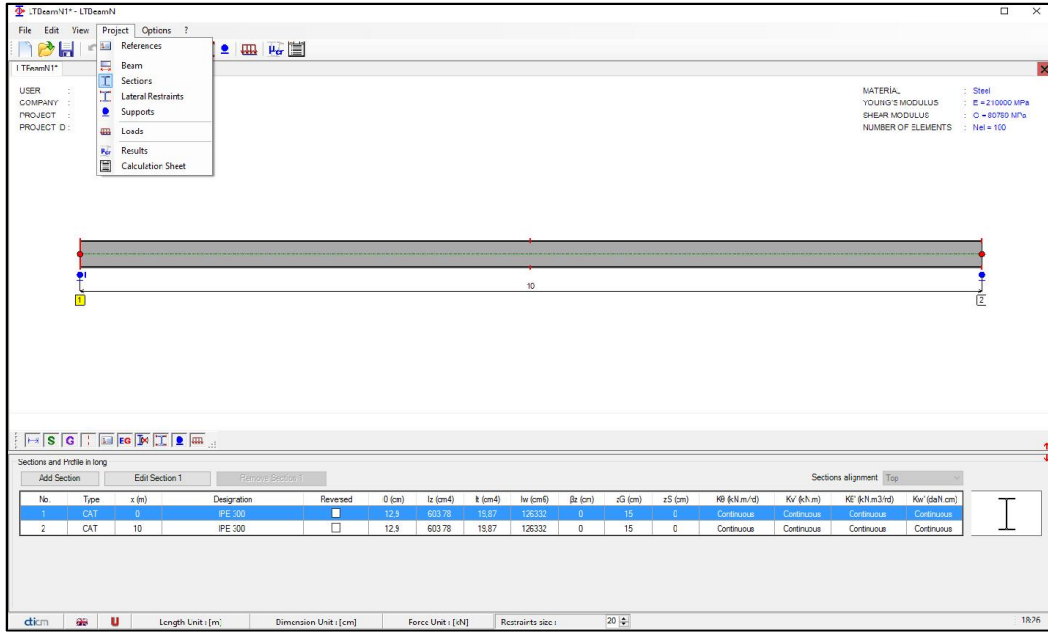 LTBeamN1* - LTBeamN
File Edit View Project Options ?
References
Beam
Sections
Lateral Restraints
Supports
Loads
Results
Calculation Sheet
μcr
LTBeamN1*
USER :
COMPANY :
PROJECT :
PROJECT ID :
MATERIAL : Steel
YOUNG'S MODULUS : E = 210000 MPa
SHEAR MODULUS : G = 80760 MPa
NUMBER OF ELEMENTS : Nel = 100
10
1 2
S G EG
Sections and Profile in long
Add Section Edit Section 1 Remove Section 1 Sections alignment Top
No. Type x (m) Designation Reversed Iz (cm4) It (cm4) Iw (cm6) βz (cm) zG (cm) zS (cm) Kθ (kN.m/rd) Kv' (kN.m) Kθ' (kN.m3/rd) Kw' (daN.cm)
1 CAT 0 IPE 300 12,9 603.78 19,87 126332 0 15 0 Continuous Continuous Continuous Continuous
2 CAT 10 IPE 300 12,9 603.78 19,87 126332 0 15 0 Continuous Continuous Continuous Continuous
cticm U Length Unit : [m] Dimension Unit : [cm] Force Unit : [kN] Restraints size : 20 18:26